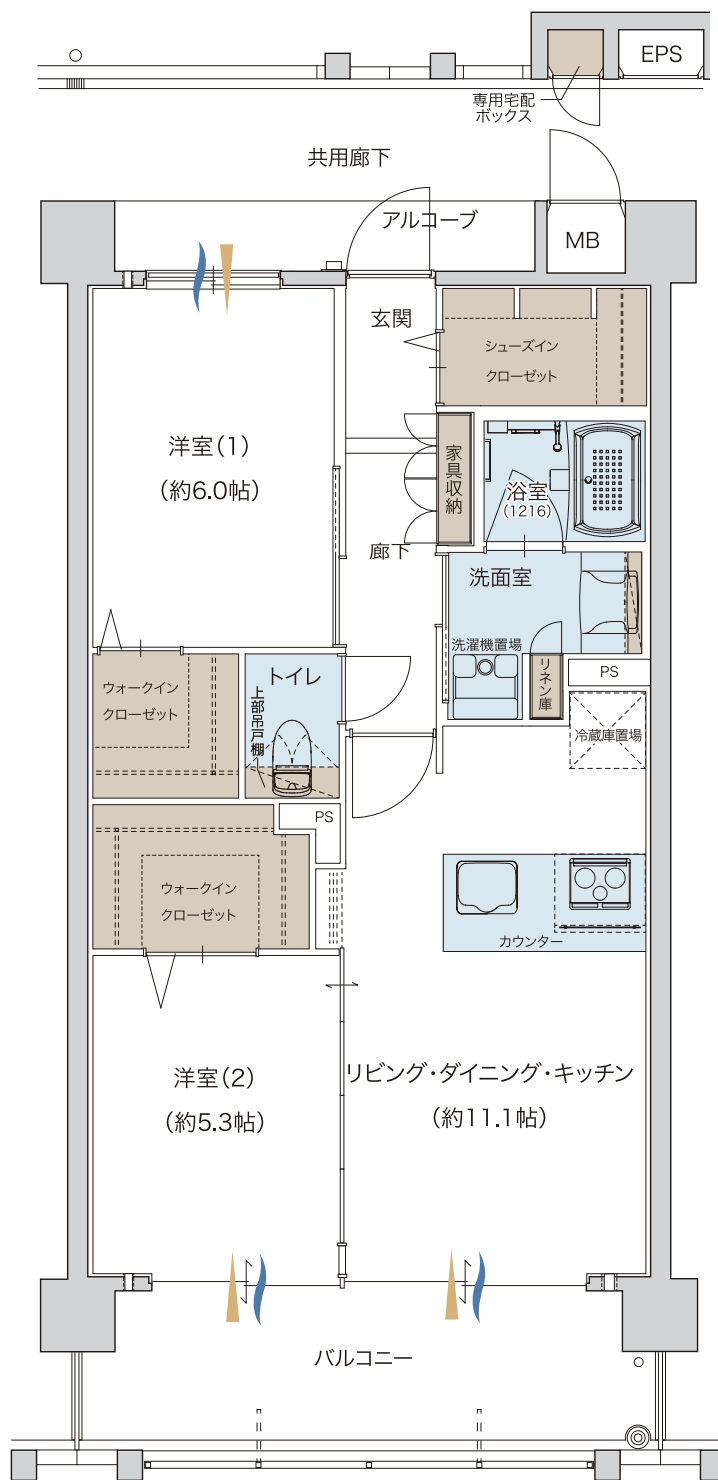 EPS
専用宅配
ボックス
共用廊下
アルコーブ
MB
玄関
シューズイン
クローゼット
洋室(1)
(約6.0帖)
家具収納
浴室
(1216)
廊下
洗面室
洗濯機置場
リネン庫
PS
トイレ
上部吊戸棚
ウォークイン
クローゼット
冷蔵庫置場
PS
ウォークイン
クローゼット
カウンター
洋室(2)
(約5.3帖)
リビング・ダイニング・キッチン
(約11.1帖)
バルコニー